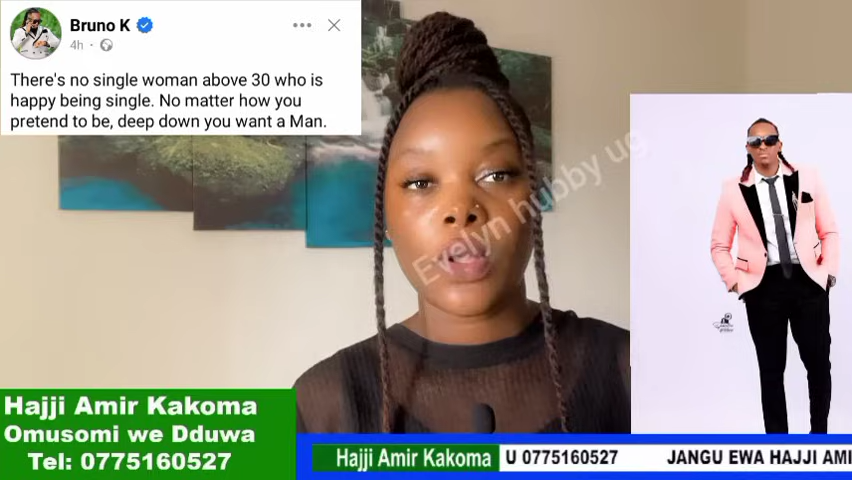 Bruno K
4h
There's no single woman above 30 who is
happy being single. No matter how you
pretend to be, deep down you want a Man.
Evelyn hubby ug
Hajji Amir Kakoma
Omusomi we Dduwa
Tel: 0775160527
Hajji Amir Kakoma U 0775160527 JANGU EWA HAJJI AMI